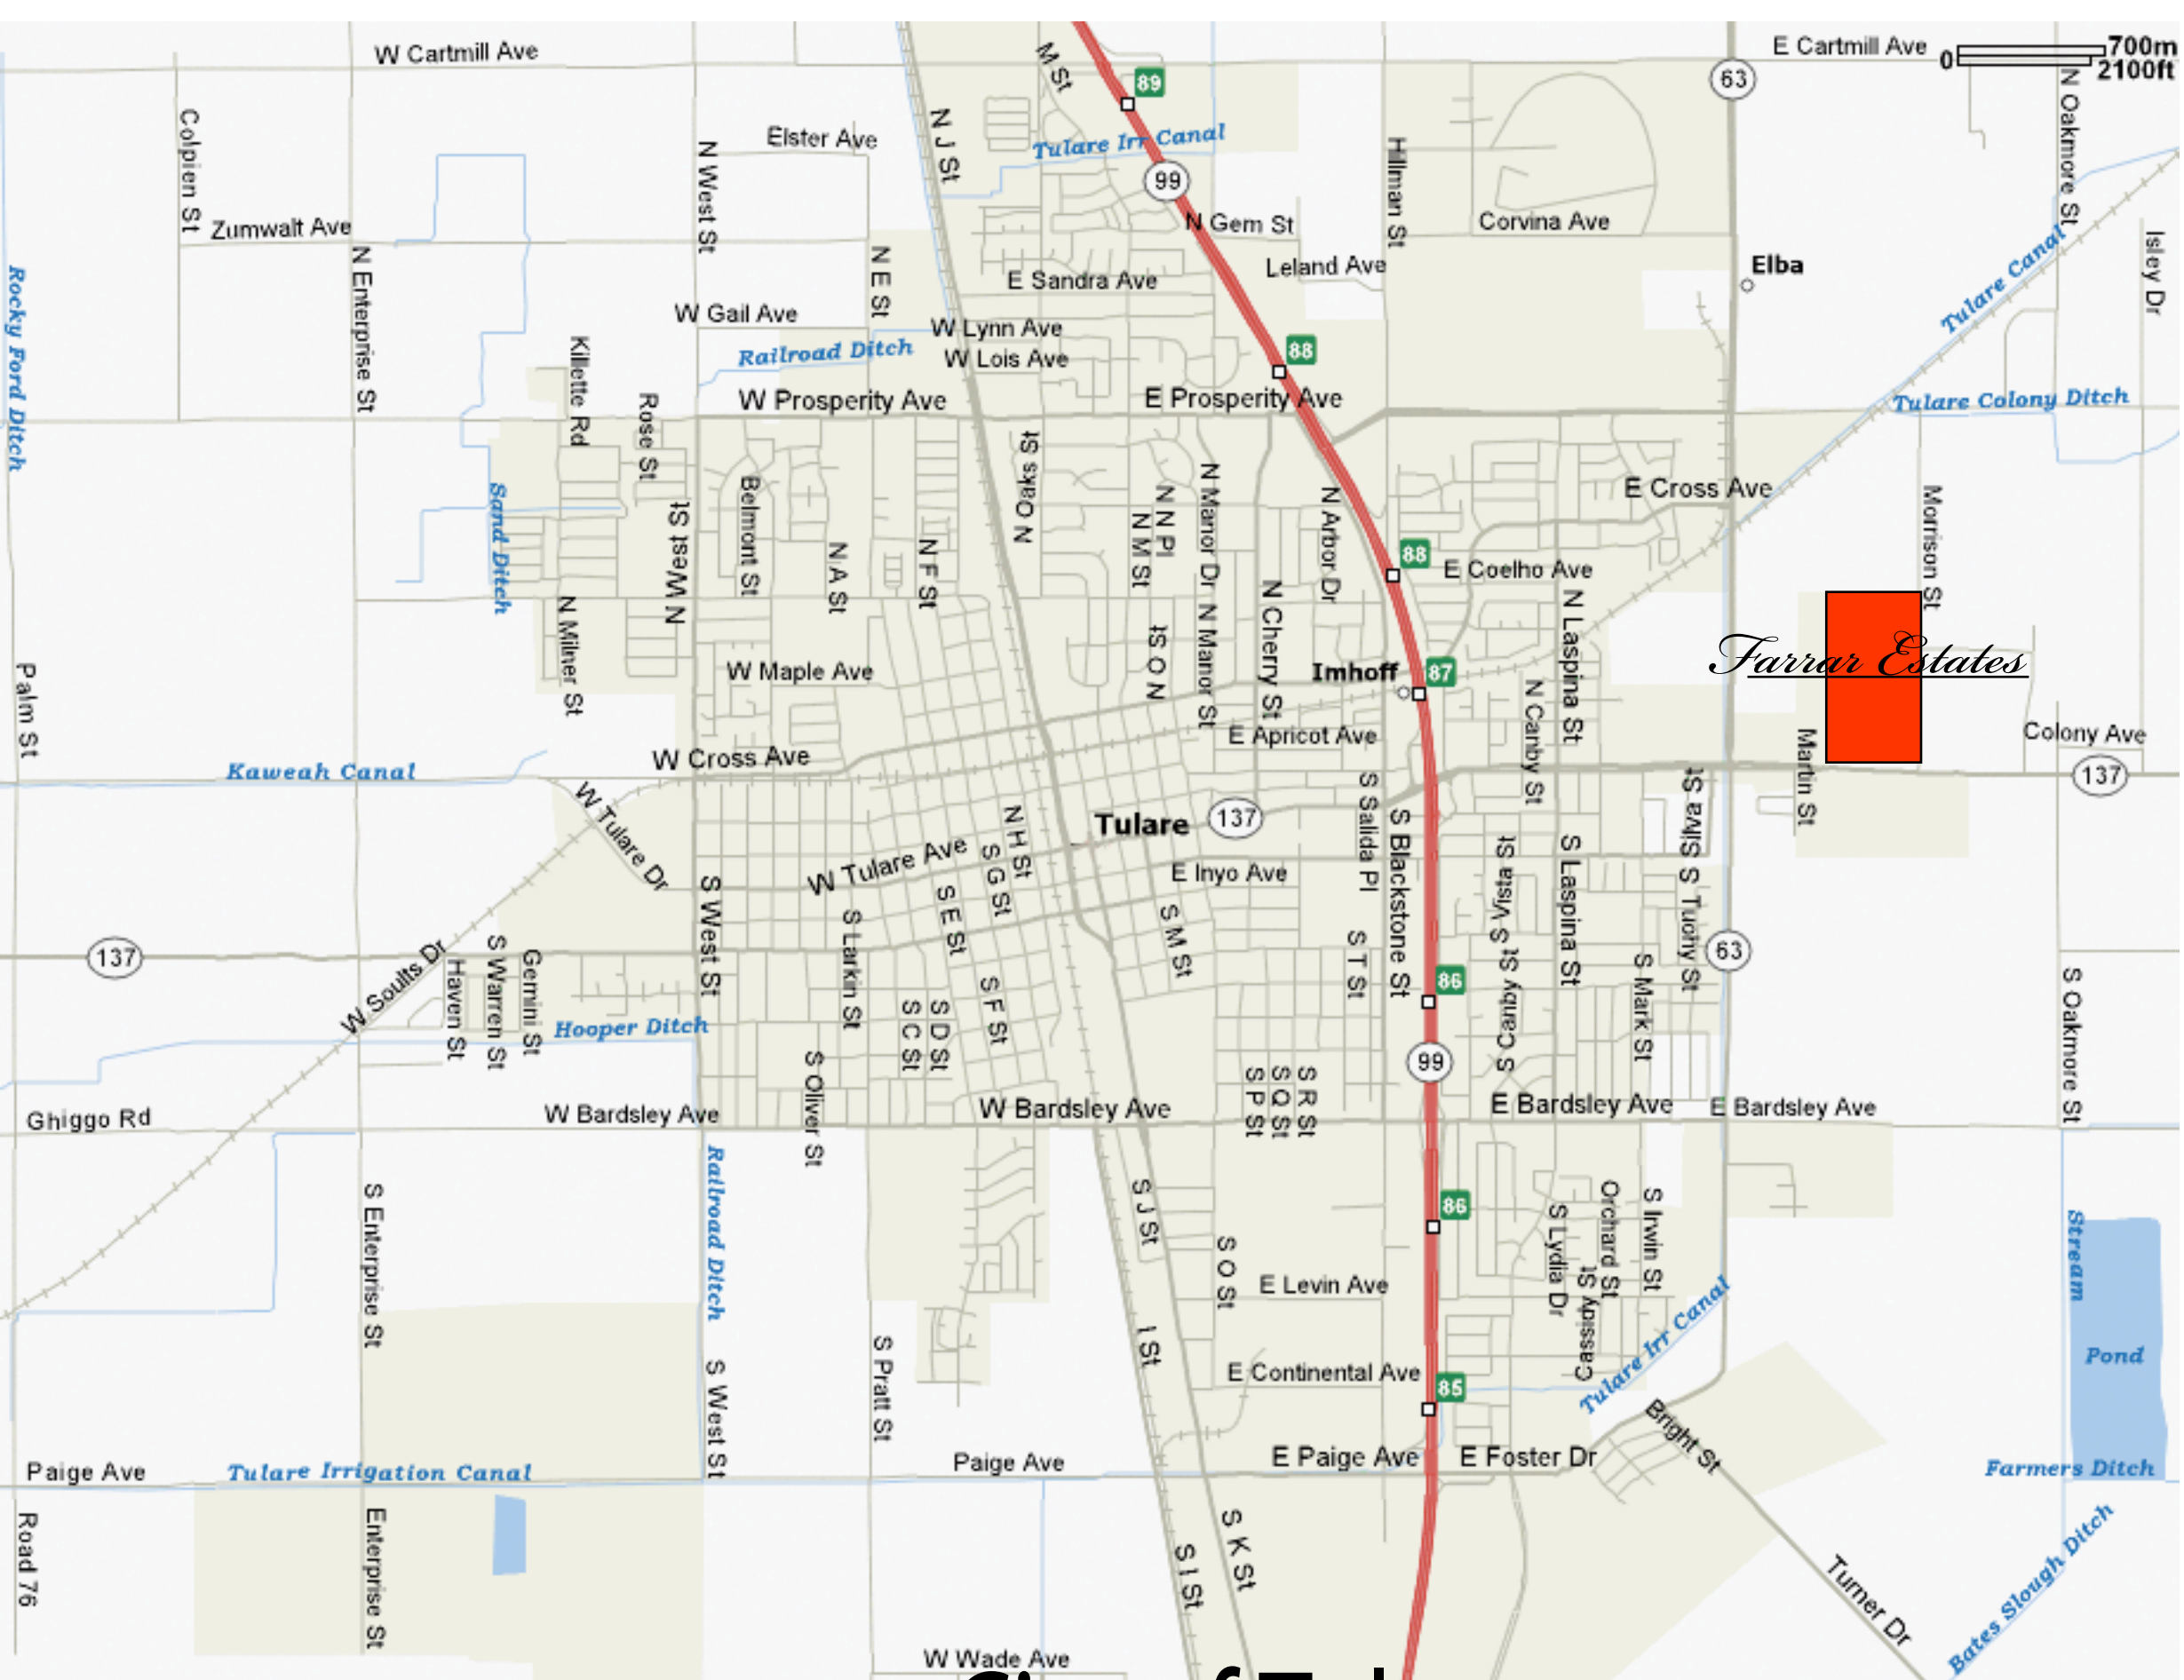 W Cartmill Ave
E Cartmill Ave
0
700m
2100ft
63
89
M St
N J St
Colpien St
Elster Ave
N West St
Tulare Irr Canal
99
Hillman St
N Oakmore St
Zumwalt Ave
N Gem St
Corvina Ave
Isley Dr
N Enterprise St
N E St
E Sandra Ave
Leland Ave
Elba
Tulare Canal
Rocky Ford Ditch
W Gail Ave
W Lynn Ave
Railroad Ditch
W Lois Ave
88
Killette Rd
Rose St
W Prosperity Ave
E Prosperity Ave
Tulare Colony Ditch
N Oaks St
Belmont St
Sand Ditch
N West St
N A St
N F St
N N Pl
N M St
N Manor Dr
N Arbor Dr
E Cross Ave
Morrison St
88
E Coelho Ave
N Milner St
N O St
N Manor St
N Cherry St
N Laspina St
Farrar Estates
Palm St
W Maple Ave
Imhoff
87
N Canby St
E Apricot Ave
Martin St
Colony Ave
137
Kaweah Canal
W Cross Ave
W Tulare Dr
N H St
Tulare
137
S Salida Pl
S Blackstone St
S Silva St
W Tulare Ave
S G St
E Inyo Ave
S Vista St
S Laspina St
S Tuohy St
S West St
S E St
S Larkin St
S M St
S T St
63
137
W Soults Dr
Haven St
S Warren St
Gemini St
S F St
86
S Canby St
S Mark St
S Oakmore St
Hooper Ditch
S C St
S D St
99
S Oliver St
S P St
S Q St
S R St
Ghiggo Rd
W Bardsley Ave
W Bardsley Ave
E Bardsley Ave
E Bardsley Ave
Railroad Ditch
S Enterprise St
S J St
S O St
86
S Lydia Dr
Orchard St
S Irvin St
Cassidy St
Stream
E Levin Ave
I St
S Pratt St
S West St
E Continental Ave
85
Tulare Irr Canal
Pond
Bright St
Paige Ave
Tulare Irrigation Canal
Paige Ave
E Paige Ave
E Foster Dr
Farmers Ditch
Road 76
Enterprise St
S I St
S K St
Turner Dr
Bates Slough Ditch
W Wade Ave